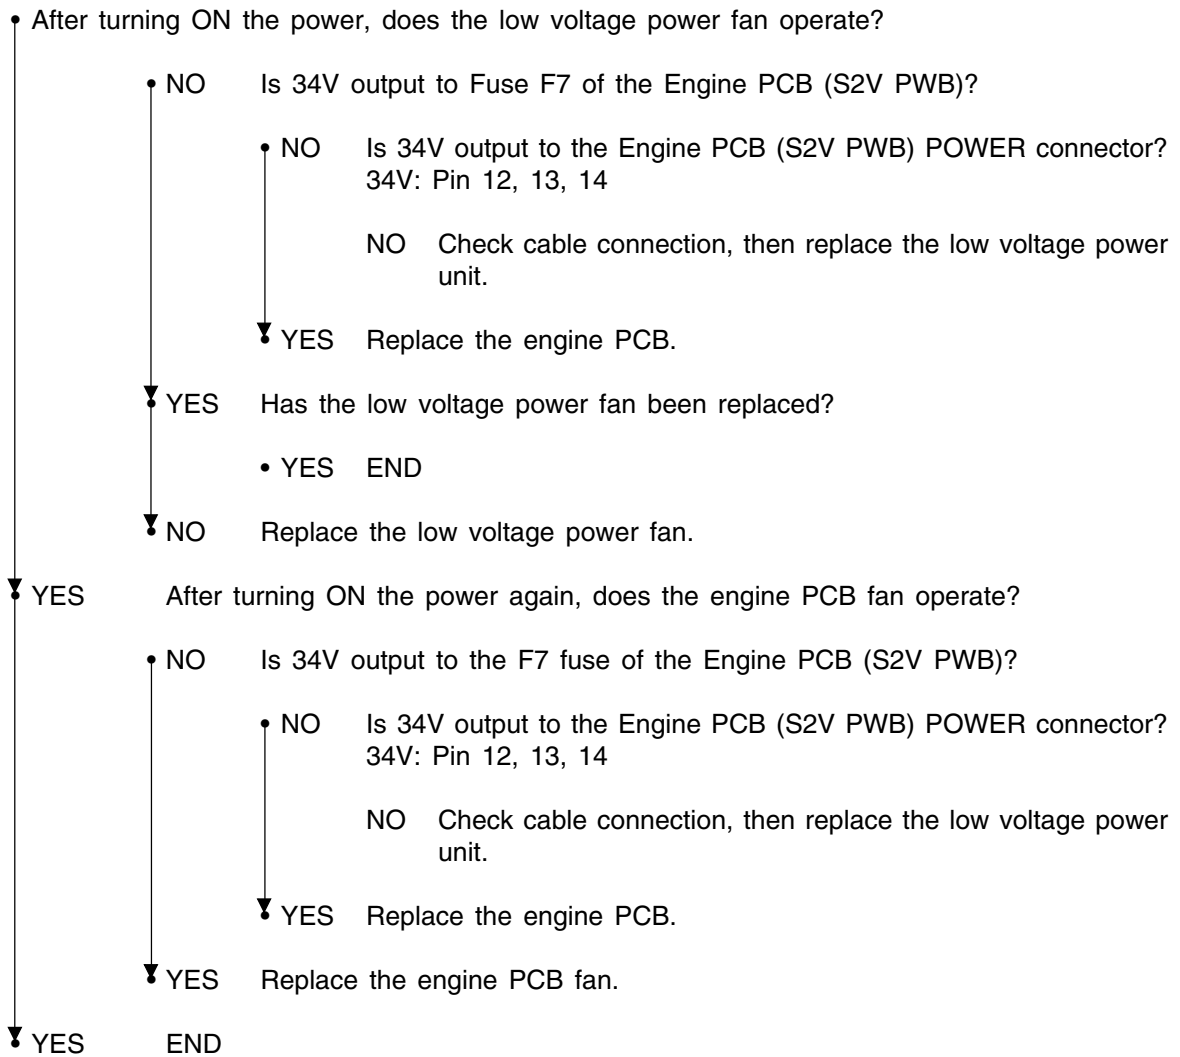 • After turning ON the power, does the low voltage power fan operate?
• NO Is 34V output to Fuse F7 of the Engine PCB (S2V PWB)?
• NO Is 34V output to the Engine PCB (S2V PWB) POWER connector?
34V: Pin 12, 13, 14
NO Check cable connection, then replace the low voltage power
unit.
• YES Replace the engine PCB.
• YES Has the low voltage power fan been replaced?
• YES END
• NO Replace the low voltage power fan.
• YES After turning ON the power again, does the engine PCB fan operate?
• NO Is 34V output to the F7 fuse of the Engine PCB (S2V PWB)?
• NO Is 34V output to the Engine PCB (S2V PWB) POWER connector?
34V: Pin 12, 13, 14
NO Check cable connection, then replace the low voltage power
unit.
• YES Replace the engine PCB.
• YES Replace the engine PCB fan.
• YES END